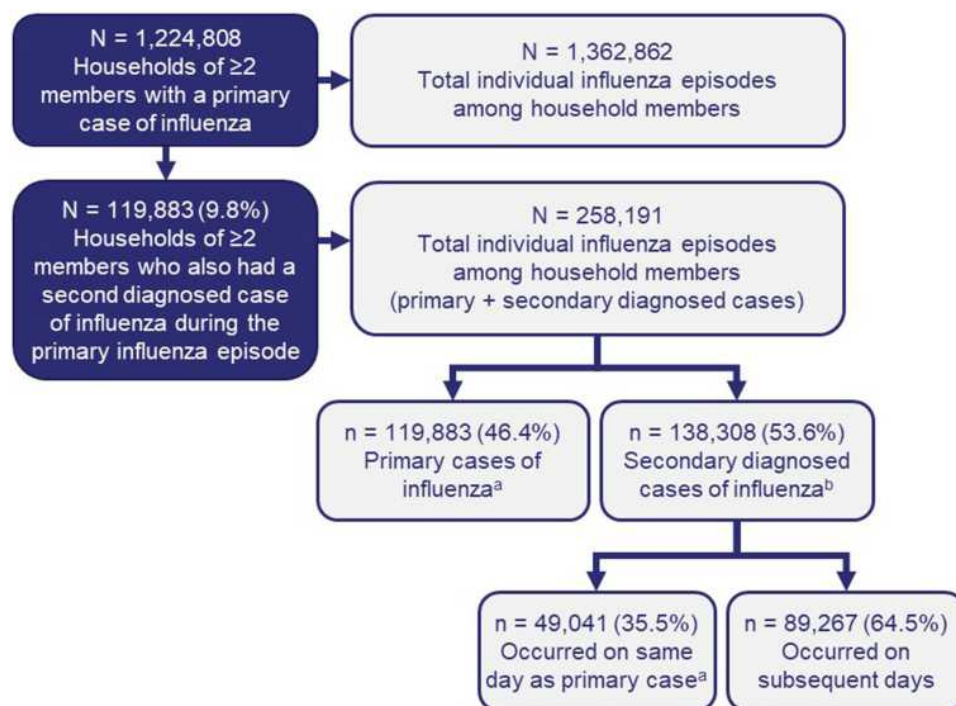 N = 1,224,808
Households of ≥2
members with a primary
case of influenza
N = 1,362,862
Total individual influenza episodes
among household members
N = 119,883 (9.8%)
Households of ≥2
members who also had a
second diagnosed case
of influenza during the
primary influenza episode
N = 258,191
Total individual influenza episodes
among household members
(primary + secondary diagnosed cases)
n = 119,883 (46.4%)
Primary cases of
influenzaᵃ
n = 138,308 (53.6%)
Secondary diagnosed
cases of influenzaᵇ
n = 49,041 (35.5%)
Occurred on same
day as primary caseᵃ
n = 89,267 (64.5%)
Occurred on
subsequent days